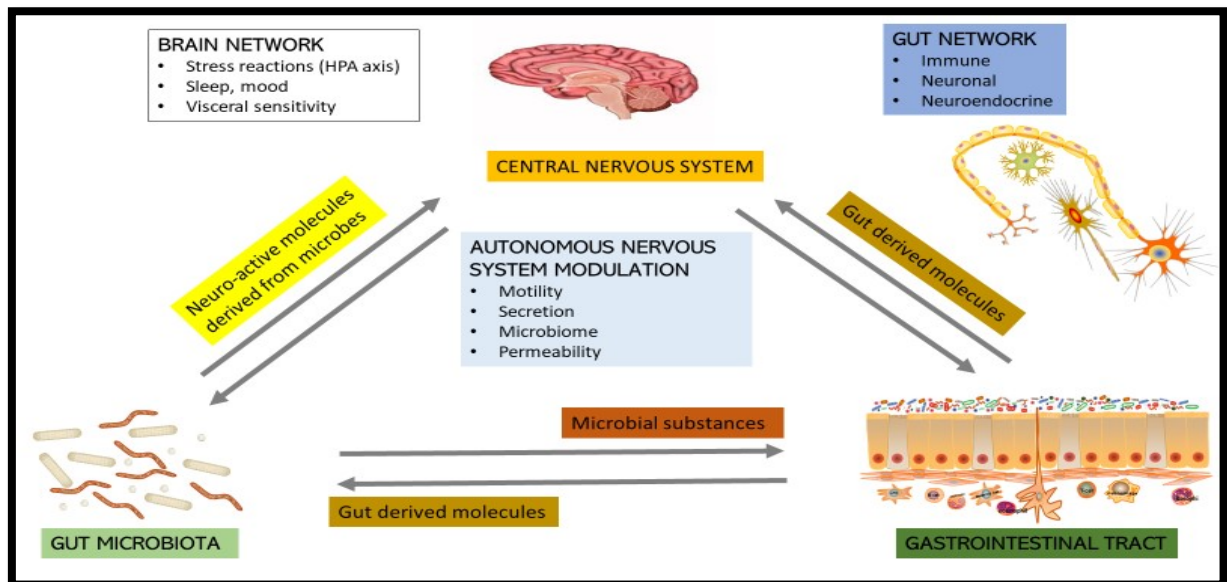 BRAIN NETWORK
• Stress reactions (HPA axis)
• Sleep, mood
• Visceral sensitivity
GUT NETWORK
• Immune
• Neuronal
• Neuroendocrine
CENTRAL NERVOUS SYSTEM
Neuro-active molecules
derived from microbes
Gut derived molecules
AUTONOMOUS NERVOUS
SYSTEM MODULATION
• Motility
• Secretion
• Microbiome
• Permeability
Microbial substances
Gut derived molecules
GUT MICROBIOTA
GASTROINTESTINAL TRACT